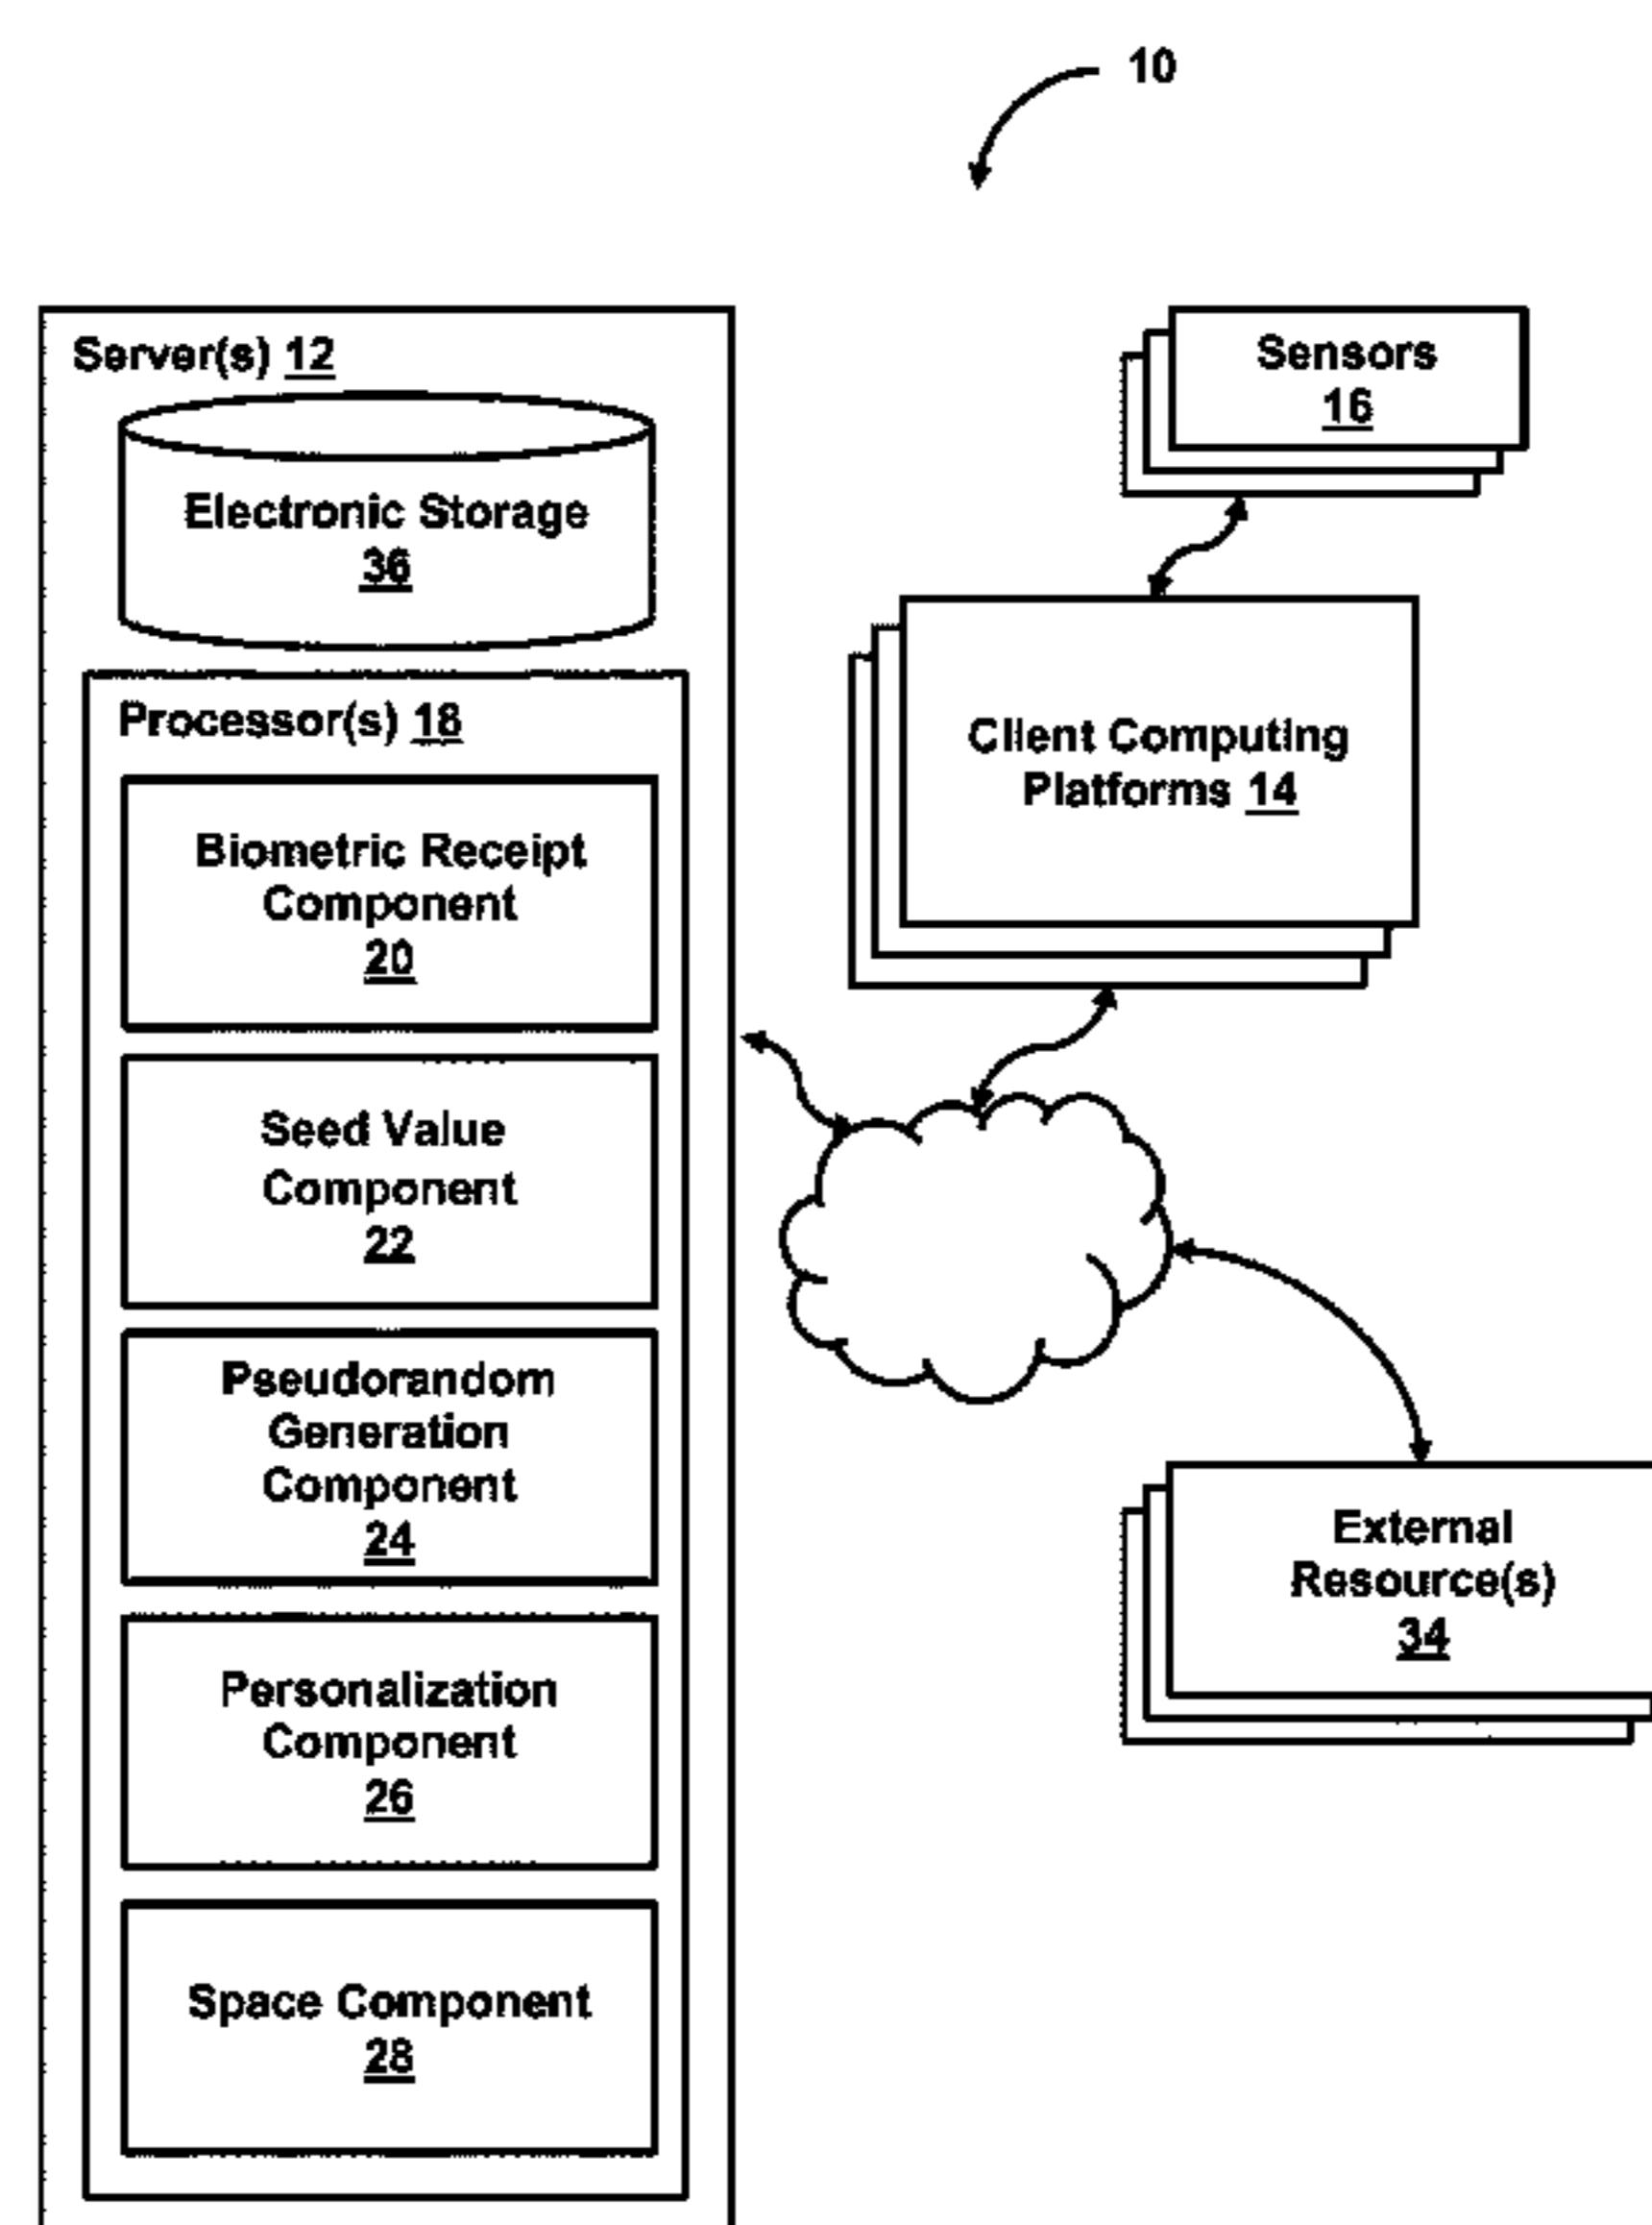 10
Server(s) 12
Electronic Storage
36
Processor(s) 18
Biometric Receipt
Component
20
Seed Value
Component
22
Pseudorandom
Generation
Component
24
Personalization
Component
26
Space Component
28
Sensors
16
Client Computing
Platforms 14
External
Resource(s)
34